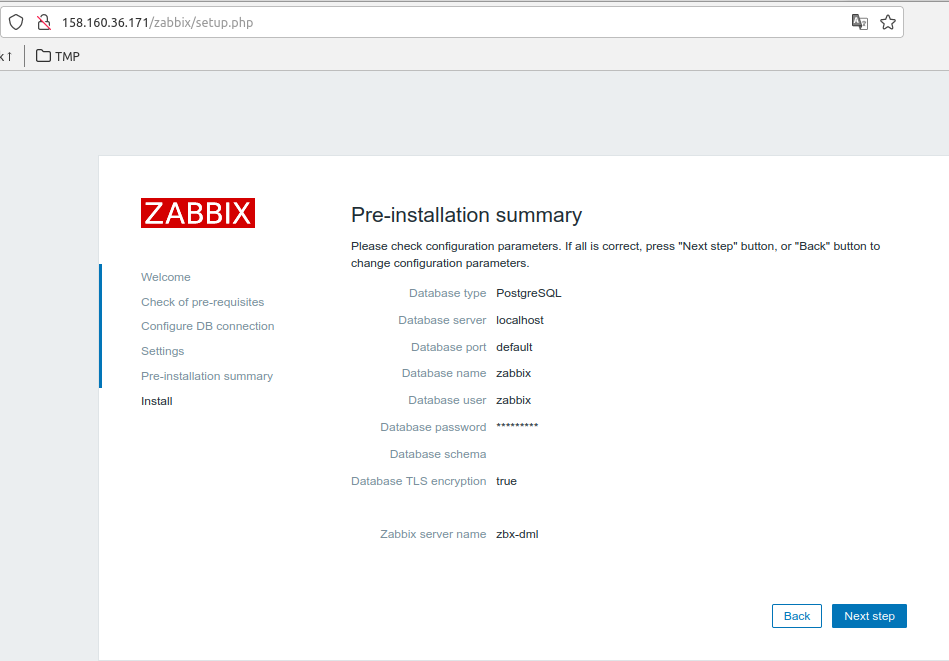 158.160.36.171/zabbix/setup.php
TMP
ZABBIX
Welcome
Check of pre-requisites
Configure DB connection
Settings
Pre-installation summary
Install
Pre-installation summary
Please check configuration parameters. If all is correct, press "Next step" button, or "Back" button to
change configuration parameters.
Database type PostgreSQL
Database server localhost
Database port default
Database name zabbix
Database user zabbix
Database password *********
Database schema
Database TLS encryption true
Zabbix server name zbx-dml
Back Next step